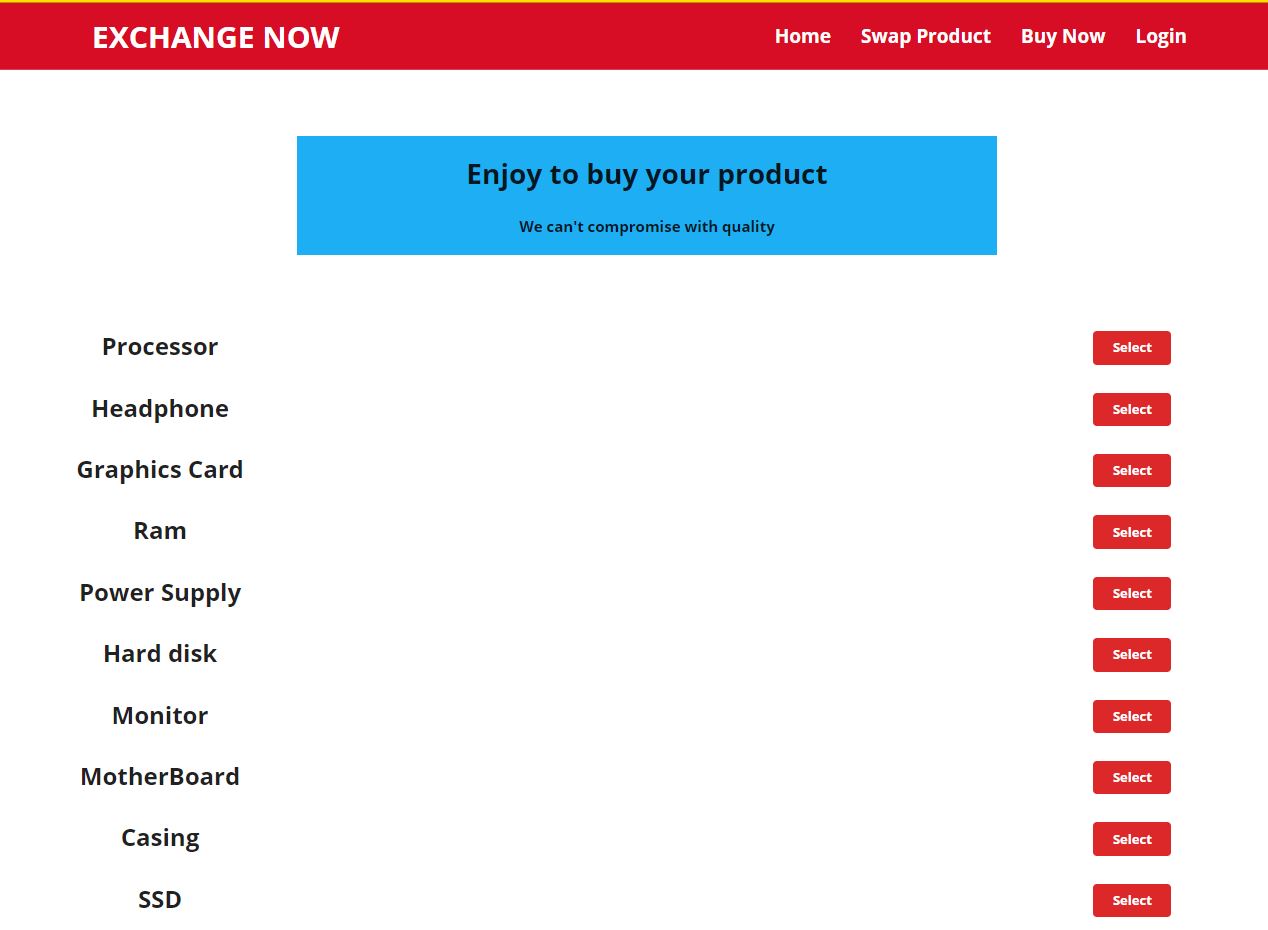 EXCHANGE NOW Home Swap Product Buy Now Login
Enjoy to buy your product
We can't compromise with quality
Processor Select
Headphone Select
Graphics Card Select
Ram Select
Power Supply Select
Hard disk Select
Monitor Select
MotherBoard Select
Casing Select
SSD Select